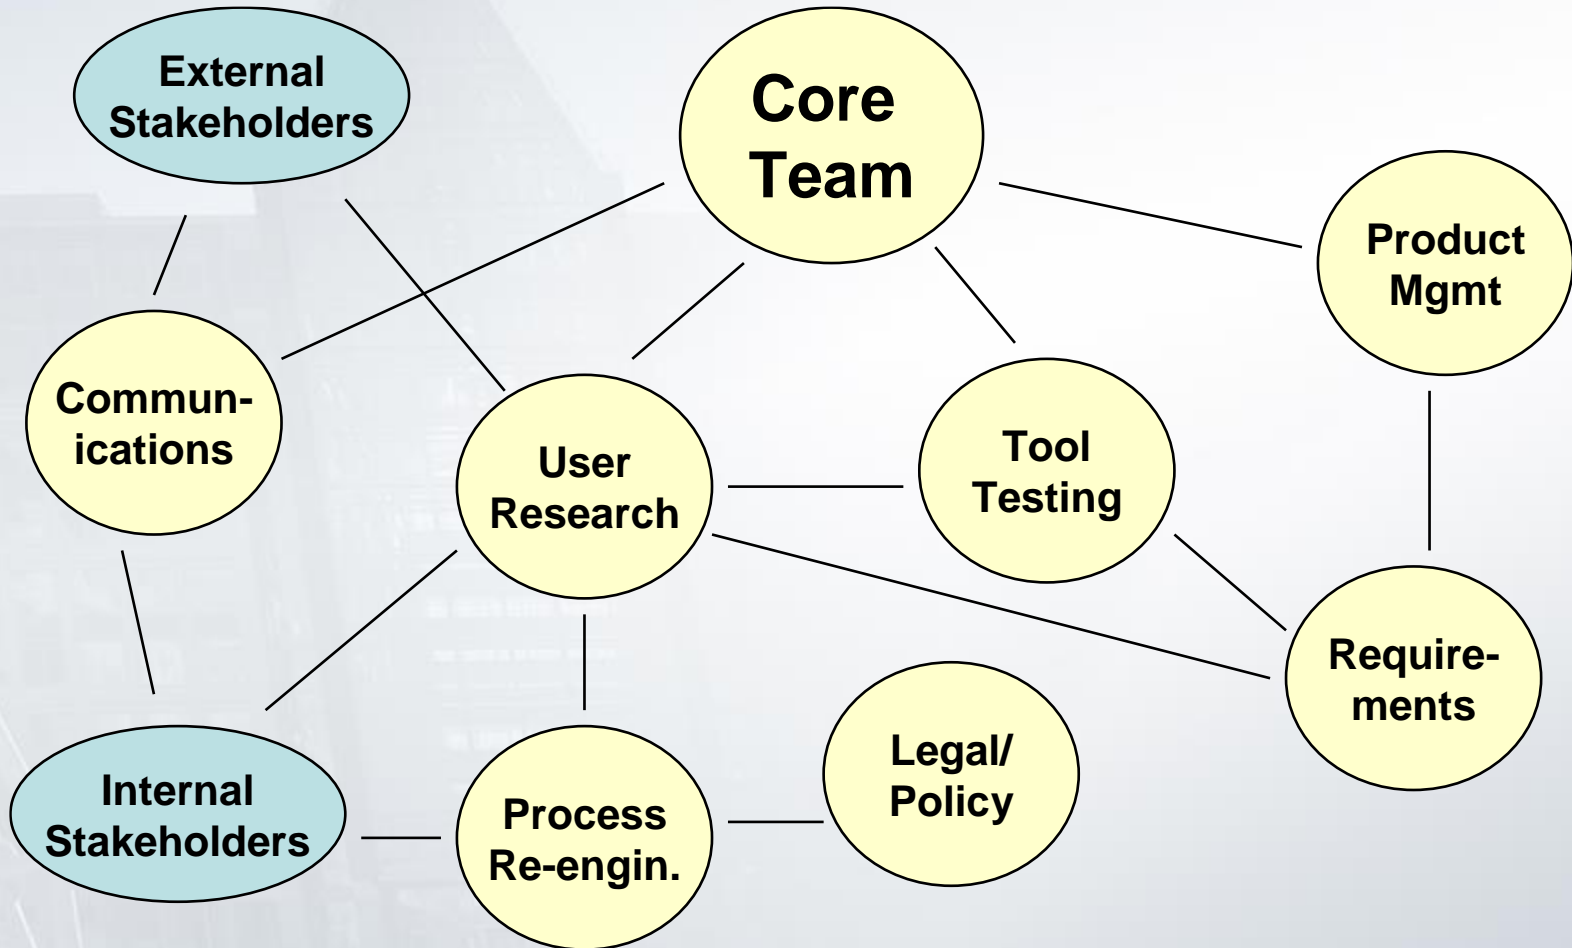 External
Stakeholders
Core
Team
Product
Mgmt
Commun-
ications
User
Research
Tool
Testing
Require-
ments
Internal
Stakeholders
Process
Re-engin.
Legal/
Policy